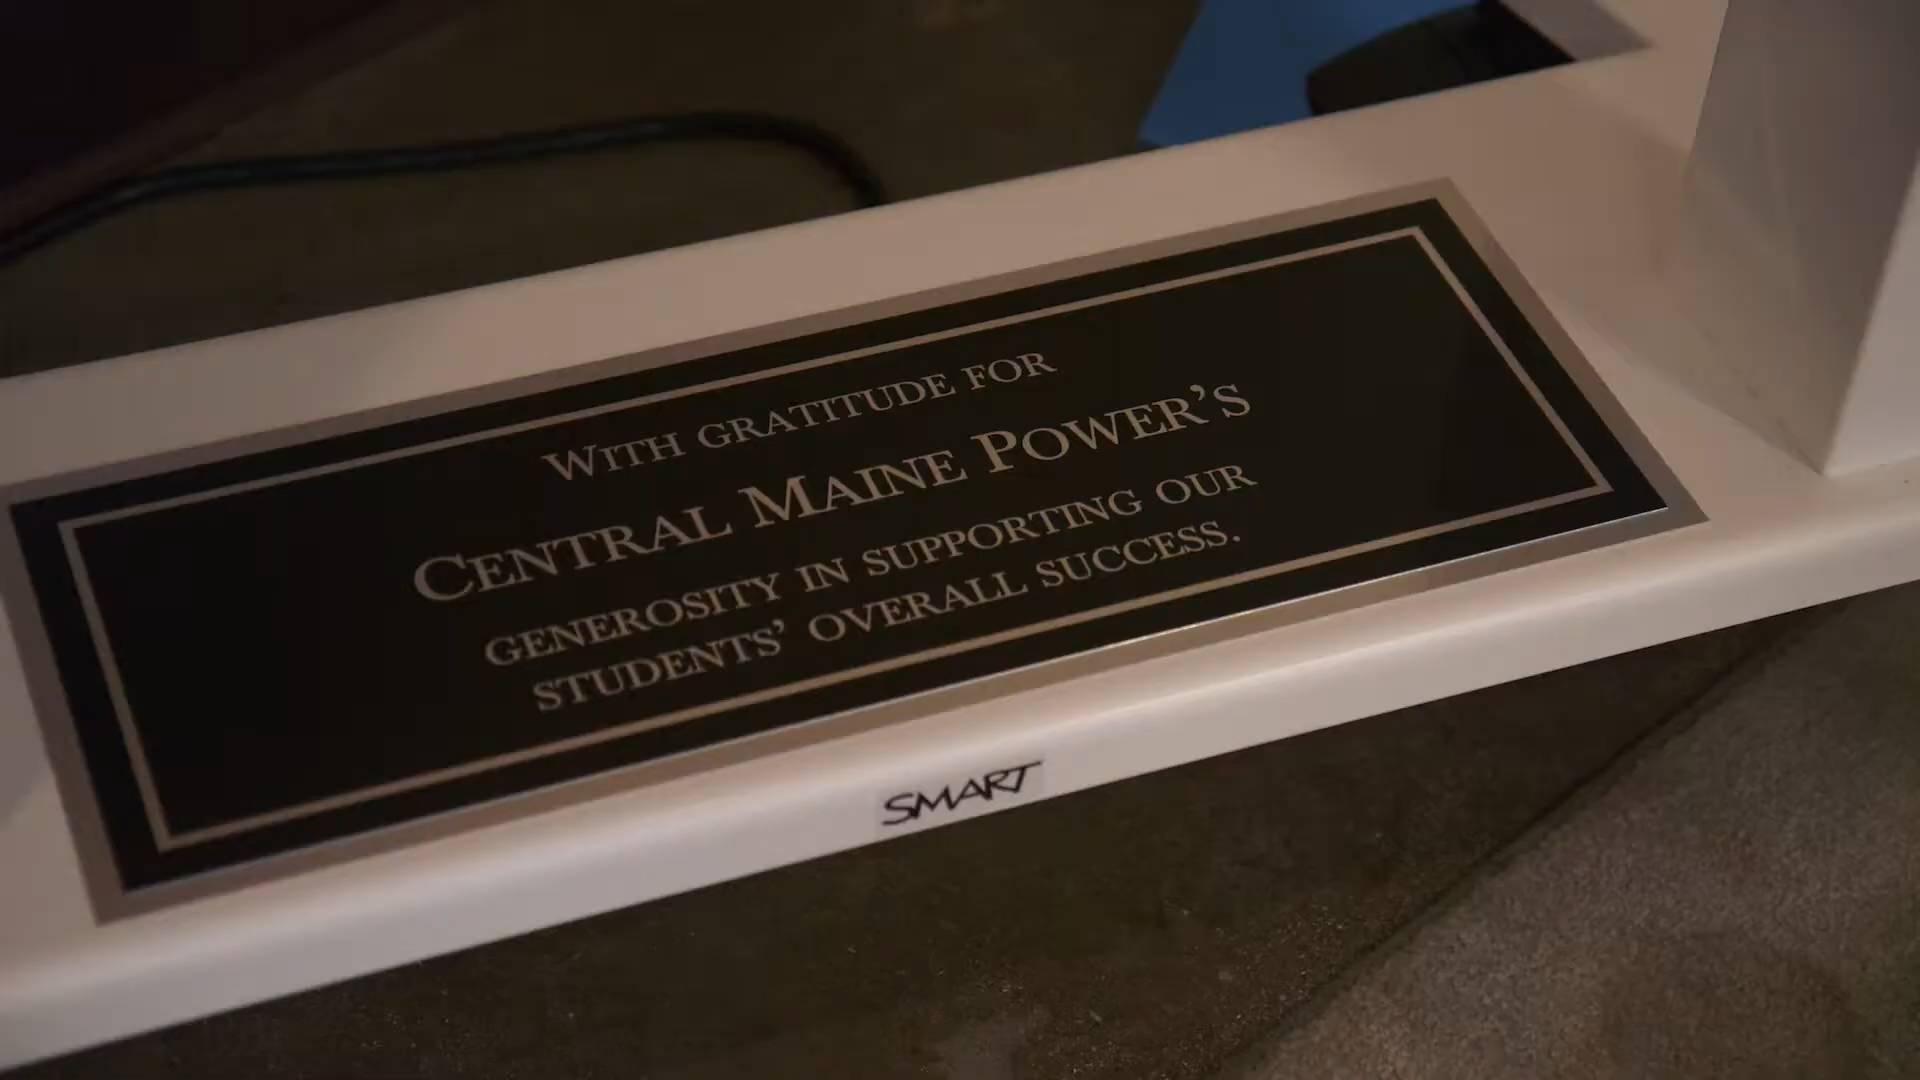 WITH GRATITUDE FOR
CENTRAL MAINE POWER'S
GENEROSITY IN SUPPORTING OUR
STUDENTS' OVERALL SUCCESS.
SMART